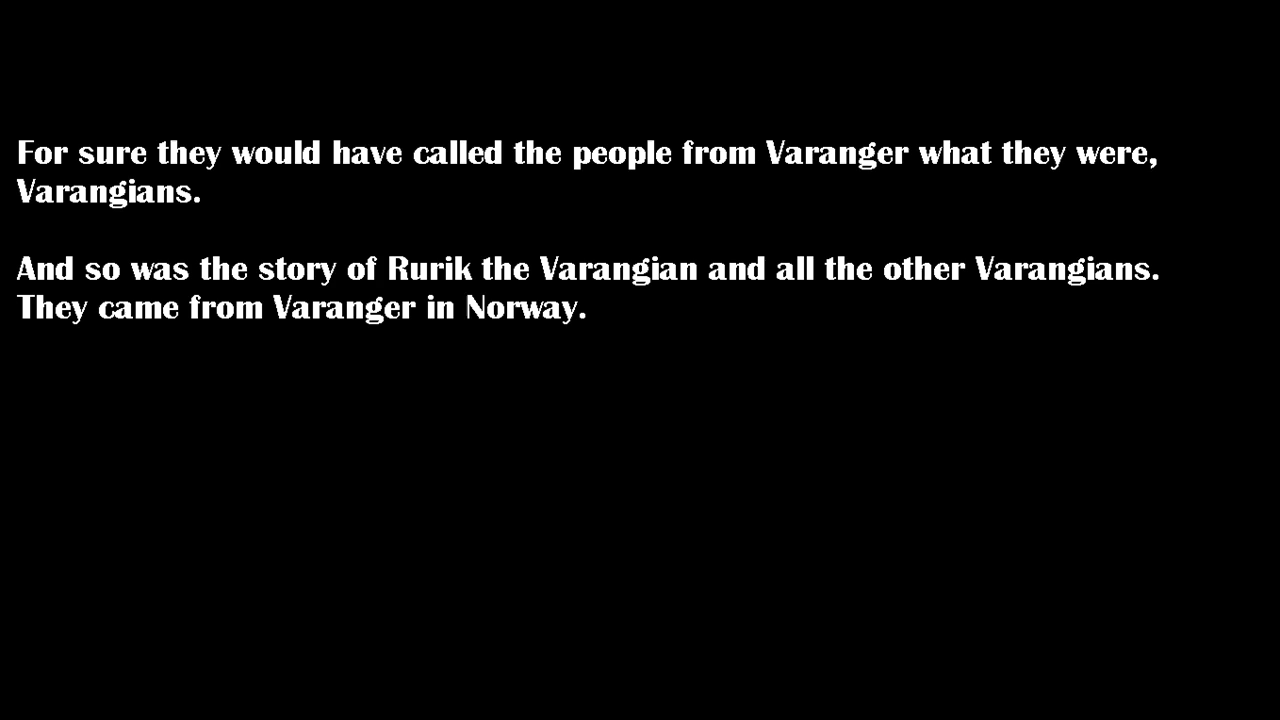 For sure they would have called the people from Varanger what they were,
Varangians.
And so was the story of Rurik the Varangian and all the other Varangians.
They came from Varanger in Norway.